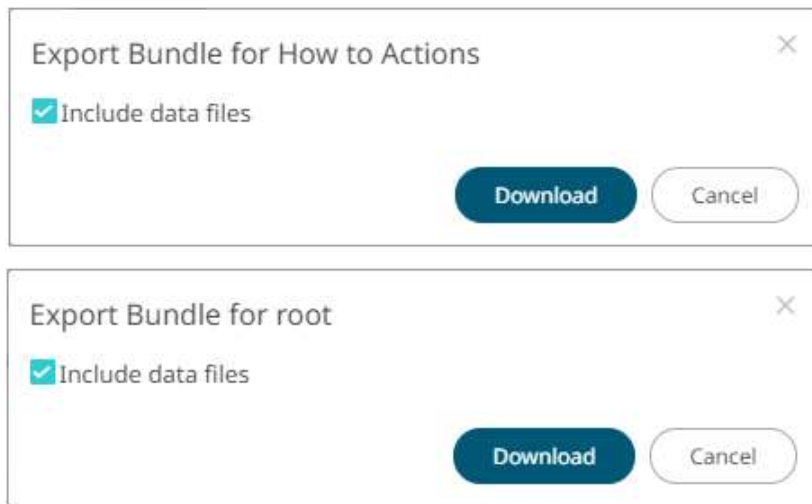 Export Bundle for How to Actions
Include data files
Download Cancel
Export Bundle for root
Include data files
Download Cancel